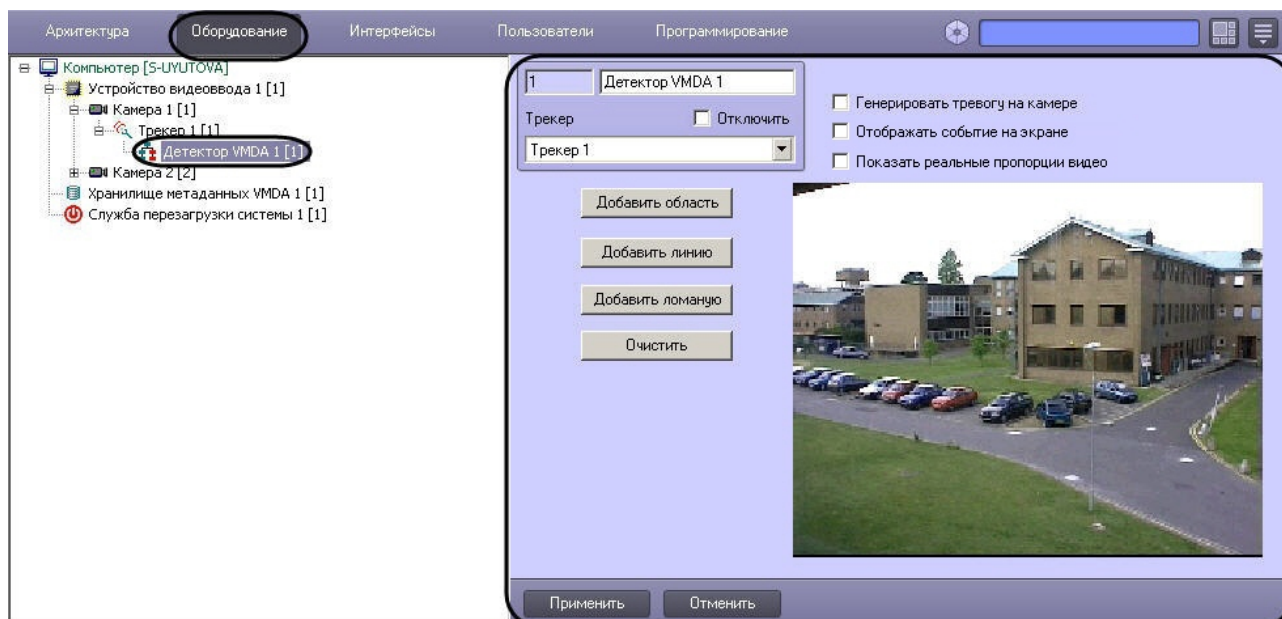 Архитектура Оборудование Интерфейсы Пользователи Программирование
Компьютер [S-UYUTOVA]
Устройство видеоввода 1 [1]
Камера 1 [1]
Трекер 1 [1]
Детектор VMDA 1 [1]
Камера 2 [2]
Хранилище метаданных VMDA 1 [1]
Служба перезагрузки системы 1 [1]
1 Детектор VMDA 1
Трекер Отключить
Трекер 1
Генерировать тревогу на камере
Отображать событие на экране
Показать реальные пропорции видео
Добавить область
Добавить линию
Добавить ломаную
Очистить
Применить Отменить